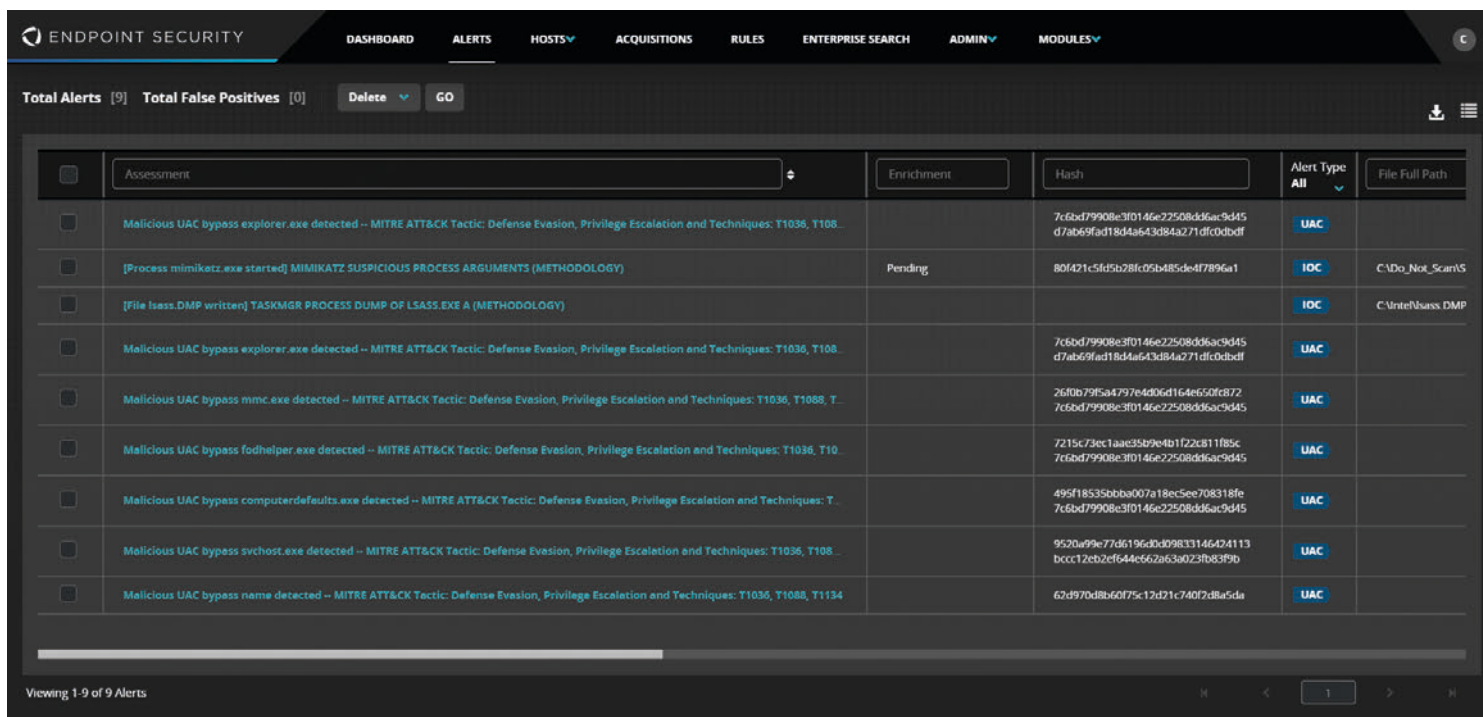 ENDPOINT SECURITY DASHBOARD ALERTS HOSTS ACQUISITIONS RULES ENTERPRISE SEARCH ADMIN MODULES C
Total Alerts [9] Total False Positives [0] Delete GO
Assessment Enrichment Hash Alert Type All File Full Path
Malicious UAC bypass explorer.exe detected -- MITRE ATT&CK Tactic: Defense Evasion, Privilege Escalation and Techniques: T1036, T108...
7c6bd79908e3f0146e22508dd6ac9d45
d7ab69fad18d4a643d84a271dfc0dbdf
UAC
[Process mimikatz.exe started] MIMIKATZ SUSPICIOUS PROCESS ARGUMENTS (METHODOLOGY) Pending 80f421c5fd5b28fc05b485de4f7896a1 IOC C:\Do_Not_Scan\S
[File lsass.DMP written] TASKMGR PROCESS DUMP OF LSASS.EXE A (METHODOLOGY) IOC C:\Intel\lsass.DMP
Malicious UAC bypass explorer.exe detected -- MITRE ATT&CK Tactic: Defense Evasion, Privilege Escalation and Techniques: T1036, T108...
7c6bd79908e3f0146e22508dd6ac9d45
d7ab69fad18d4a643d84a271dfc0dbdf
UAC
Malicious UAC bypass mmc.exe detected -- MITRE ATT&CK Tactic: Defense Evasion, Privilege Escalation and Techniques: T1036, T1088, T...
26f0b79f5a4797e4d06d164e650fc872
7c6bd79908e3f0146e22508dd6ac9d45
UAC
Malicious UAC bypass fodhelper.exe detected -- MITRE ATT&CK Tactic: Defense Evasion, Privilege Escalation and Techniques: T1036, T10...
7215c73ec1aae35b9e4b1f22c811f85c
7c6bd79908e3f0146e22508dd6ac9d45
UAC
Malicious UAC bypass computerdefaults.exe detected -- MITRE ATT&CK Tactic: Defense Evasion, Privilege Escalation and Techniques: T...
495f18535bbba007a18ec5ee708318fe
7c6bd79908e3f0146e22508dd6ac9d45
UAC
Malicious UAC bypass svchost.exe detected -- MITRE ATT&CK Tactic: Defense Evasion, Privilege Escalation and Techniques: T1036, T108...
9520a99e77d6196d0d09833146424113
bccc12eb2ef644e662a63a023fb83f9b
UAC
Malicious UAC bypass name detected -- MITRE ATT&CK Tactic: Defense Evasion, Privilege Escalation and Techniques: T1036, T1088, T1134 62d970d8b60f75c12d21c740f2d8a5da UAC
Viewing 1-9 of 9 Alerts 1